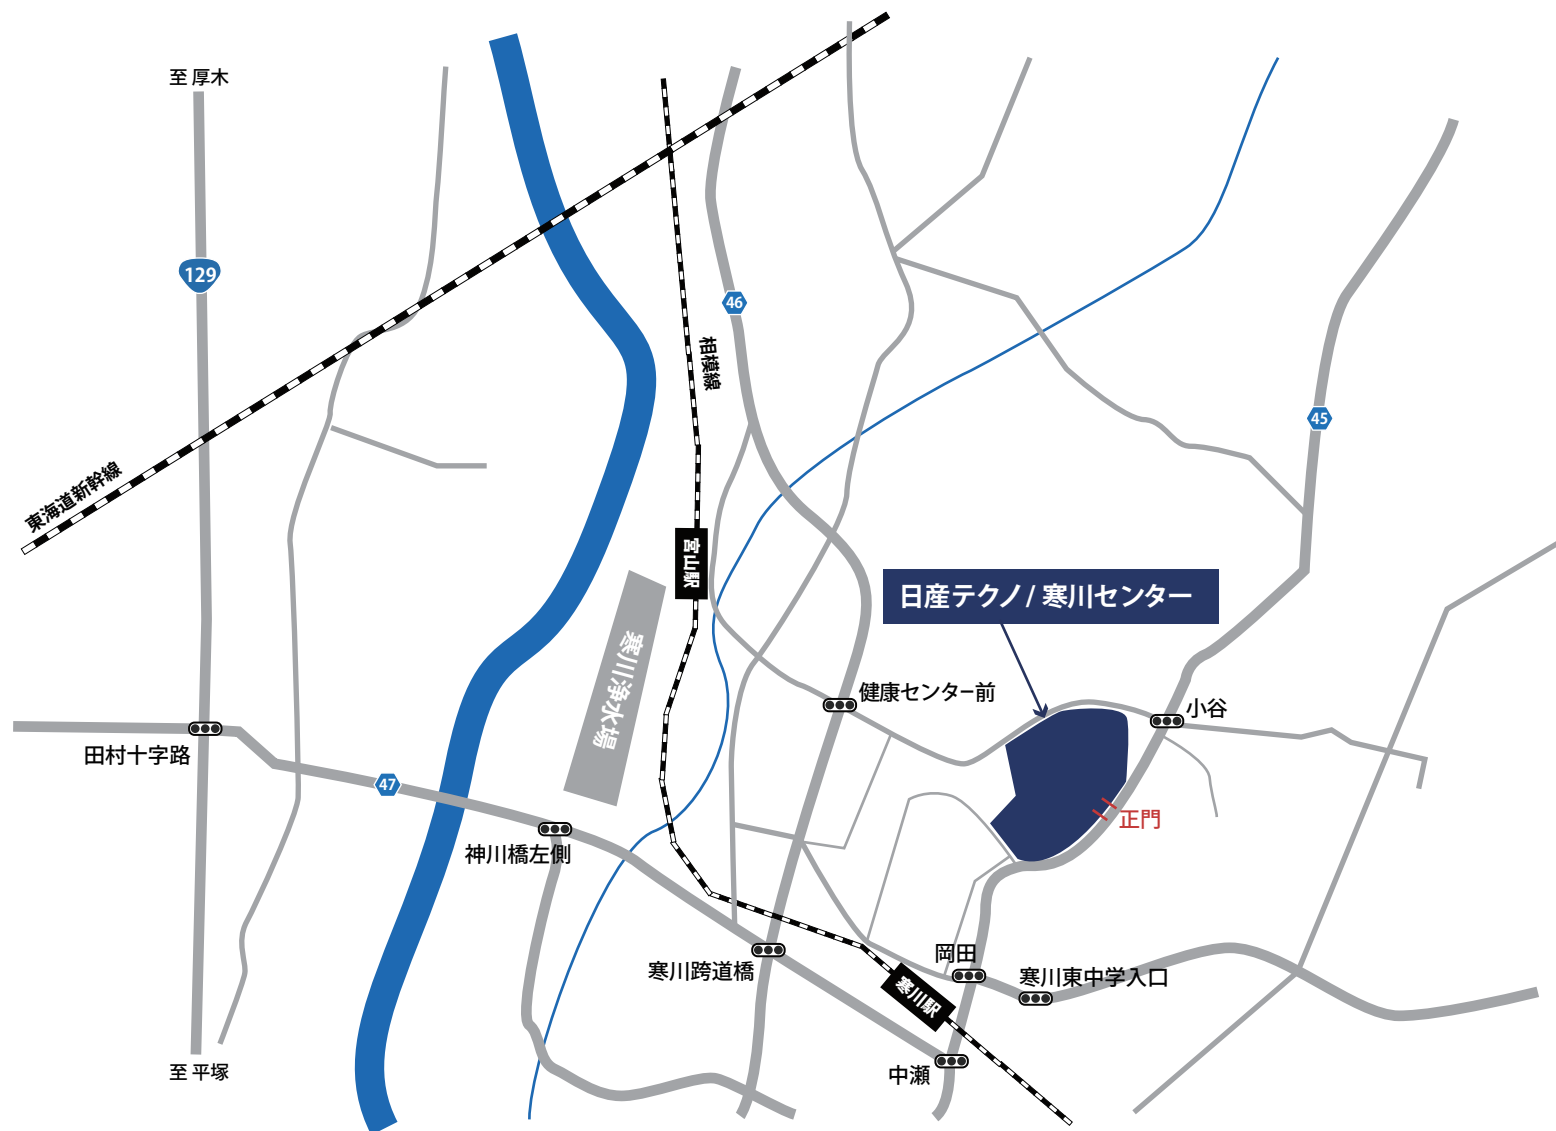 至 厚木
129
46
相模線
45
東海道新幹線
宮山駅
日産テクノ / 寒川センター
寒川浄水場
健康センター前
小谷
田村十字路
47
正門
神川橋左側
岡田
寒川跨道橋
寒川東中学入口
寒川駅
至 平塚
中瀬